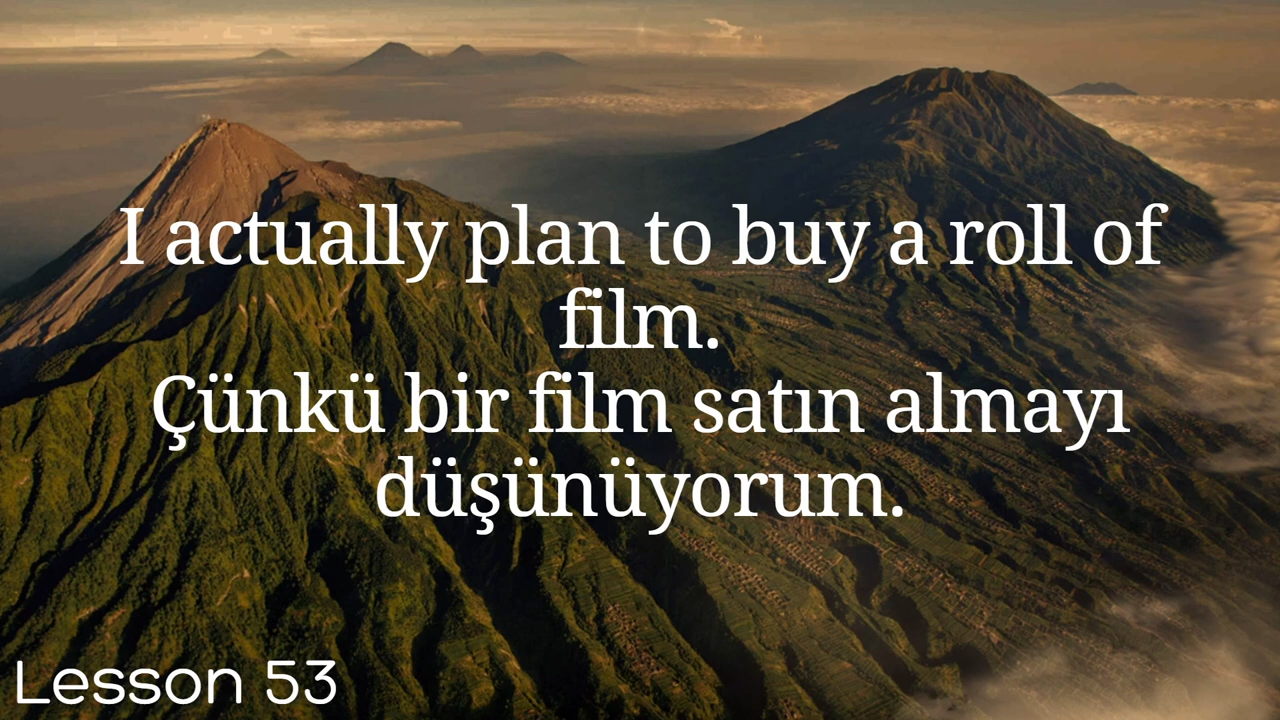 I actually plan to buy a roll of
film.
Çünkü bir film satın almayı
düşünüyorum.
Lesson 53